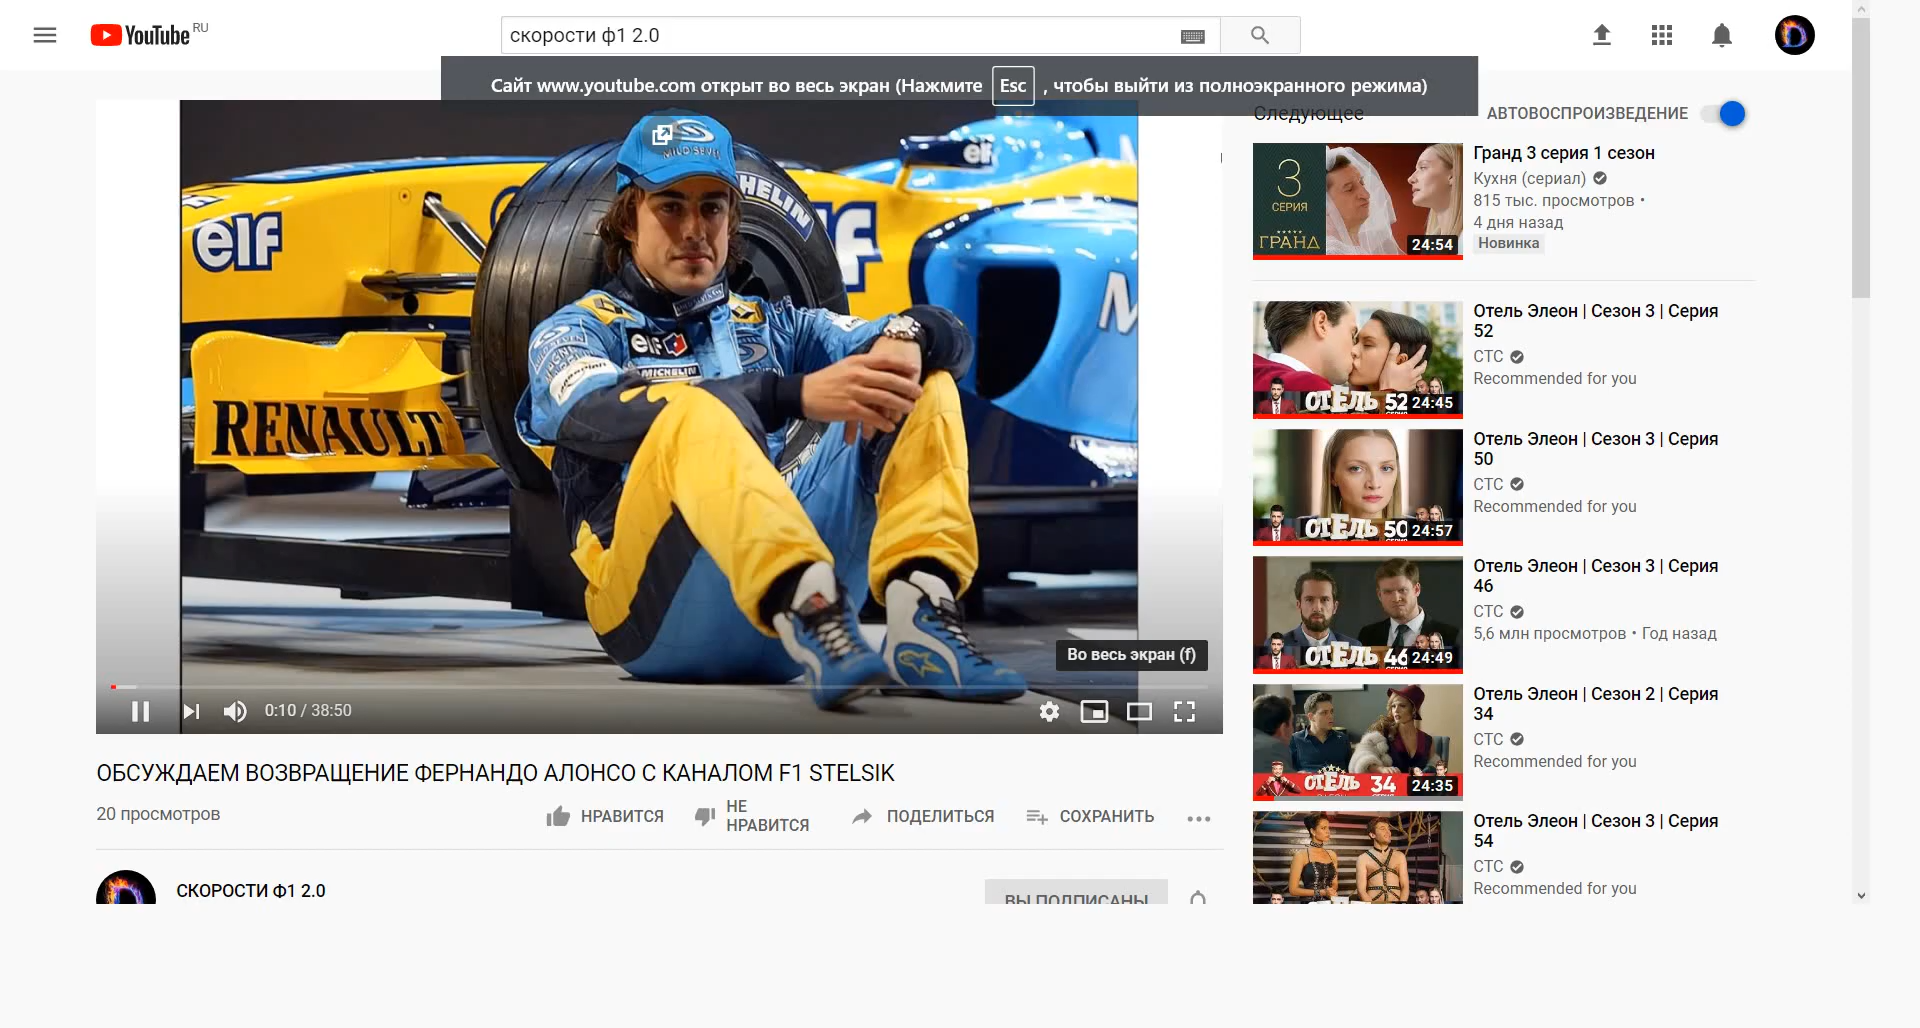 YouTube RU
скорости ф1 2.0
Сайт www.youtube.com открыт во весь экран (Нажмите Esc , чтобы выйти из полноэкранного режима)
MILD SEVEN
elf
elf
MICHELIN
elf
MICHELIN
RENAULT
Во весь экран (f)
0:10 / 38:50
ОБСУЖДАЕМ ВОЗВРАЩЕНИЕ ФЕРНАНДО АЛОНСО С КАНАЛОМ F1 STELSIK
20 просмотров
НРАВИТСЯ
НЕ
НРАВИТСЯ
ПОДЕЛИТЬСЯ
СОХРАНИТЬ
СКОРОСТИ Ф1 2.0
ВЫ ПОДПИСАНЫ
Следующее
АВТОВОСПРОИЗВЕДЕНИЕ
3
СЕРИЯ
ГРАНД
24:54
Гранд 3 серия 1 сезон
Кухня (сериал)
815 тыс. просмотров •
4 дня назад
Новинка
ОТЕЛЬ 52
24:45
Отель Элеон | Сезон 3 | Серия
52
СТС
Recommended for you
ОТЕЛЬ 50
24:57
Отель Элеон | Сезон 3 | Серия
50
СТС
Recommended for you
ОТЕЛЬ 46
24:49
Отель Элеон | Сезон 3 | Серия
46
СТС
5,6 млн просмотров • Год назад
ОТЕЛЬ 34
24:35
Отель Элеон | Сезон 2 | Серия
34
СТС
Recommended for you
Отель Элеон | Сезон 3 | Серия
54
СТС
Recommended for you